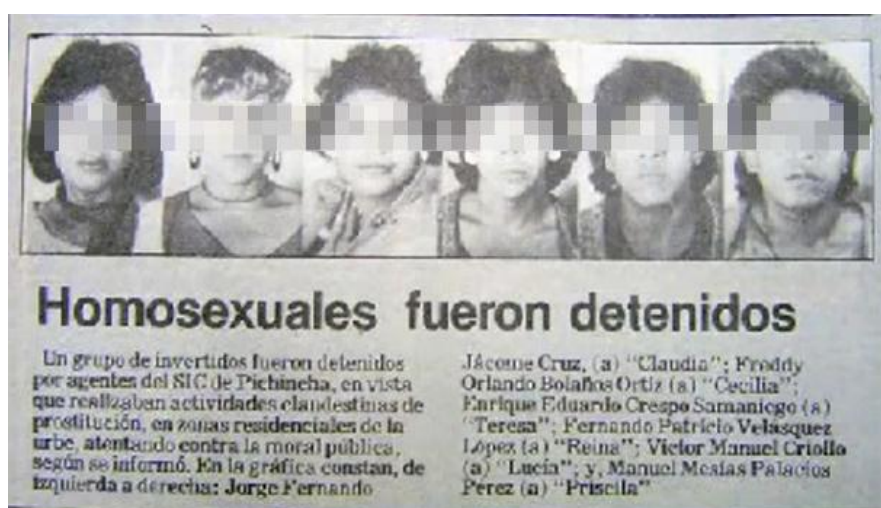 Homosexuales fueron detenidos
Un grupo de invertidos fueron detenidos
por agentes del SIC de Pichincha, en vista
que realizaban actividades clandestinas de
prostitución, en zonas residenciales de la
urbe, atentando contra la moral pública,
según se informó. En la gráfica constan, de
izquierda a derecha: Jorge Fernando
Jácome Cruz, (a) "Claudia"; Freddy
Orlando Bolaños Ortiz (a) "Cecilia";
Enrique Eduardo Crespo Samaniego (a)
"Teresa"; Fernando Patricio Velásquez
López (a) "Reina"; Víctor Manuel Criollo
(a) "Lucía"; y, Manuel Mesías Palacios
Pérez (a) "Priscila"